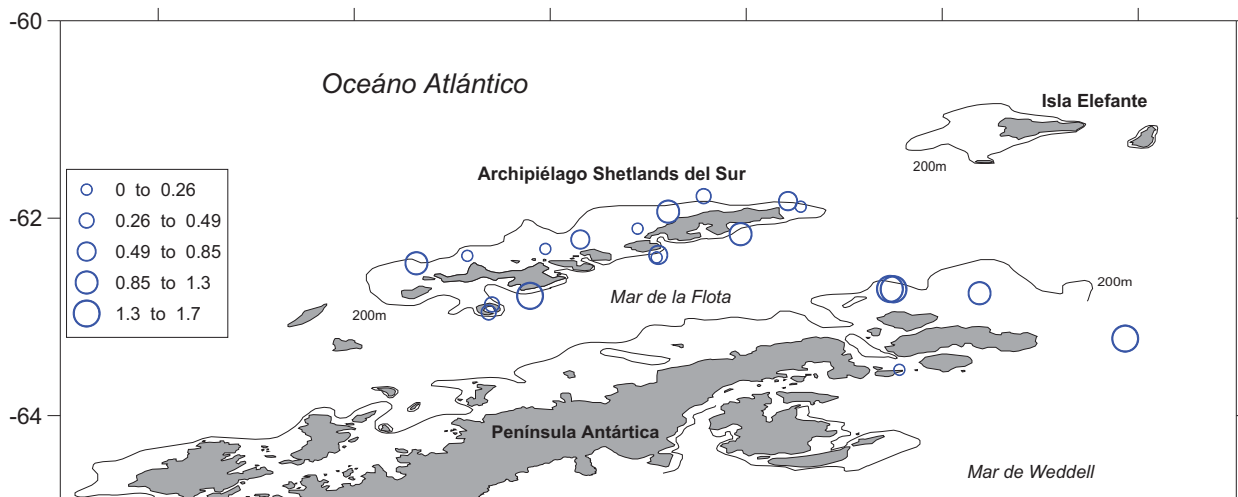 -60
Oceáno Atlántico
Isla Elefante
200m
Archipiélago Shetlands del Sur
0 to 0.26
0.26 to 0.49
0.49 to 0.85
0.85 to 1.3
1.3 to 1.7
-62
200m
Mar de la Flota
200m
-64
Península Antártica
Mar de Weddell